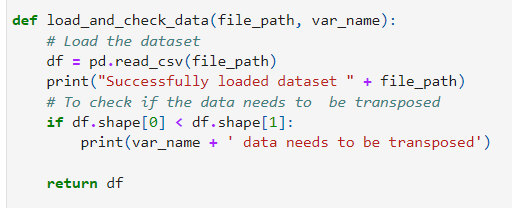 def load_and_check_data(file_path, var_name):
    # Load the dataset
    df = pd.read_csv(file_path)
    print("Successfully loaded dataset " + file_path)
    # To check if the data needs to  be transposed
    if df.shape[0] < df.shape[1]:
        print(var_name + ' data needs to be transposed')
    return df